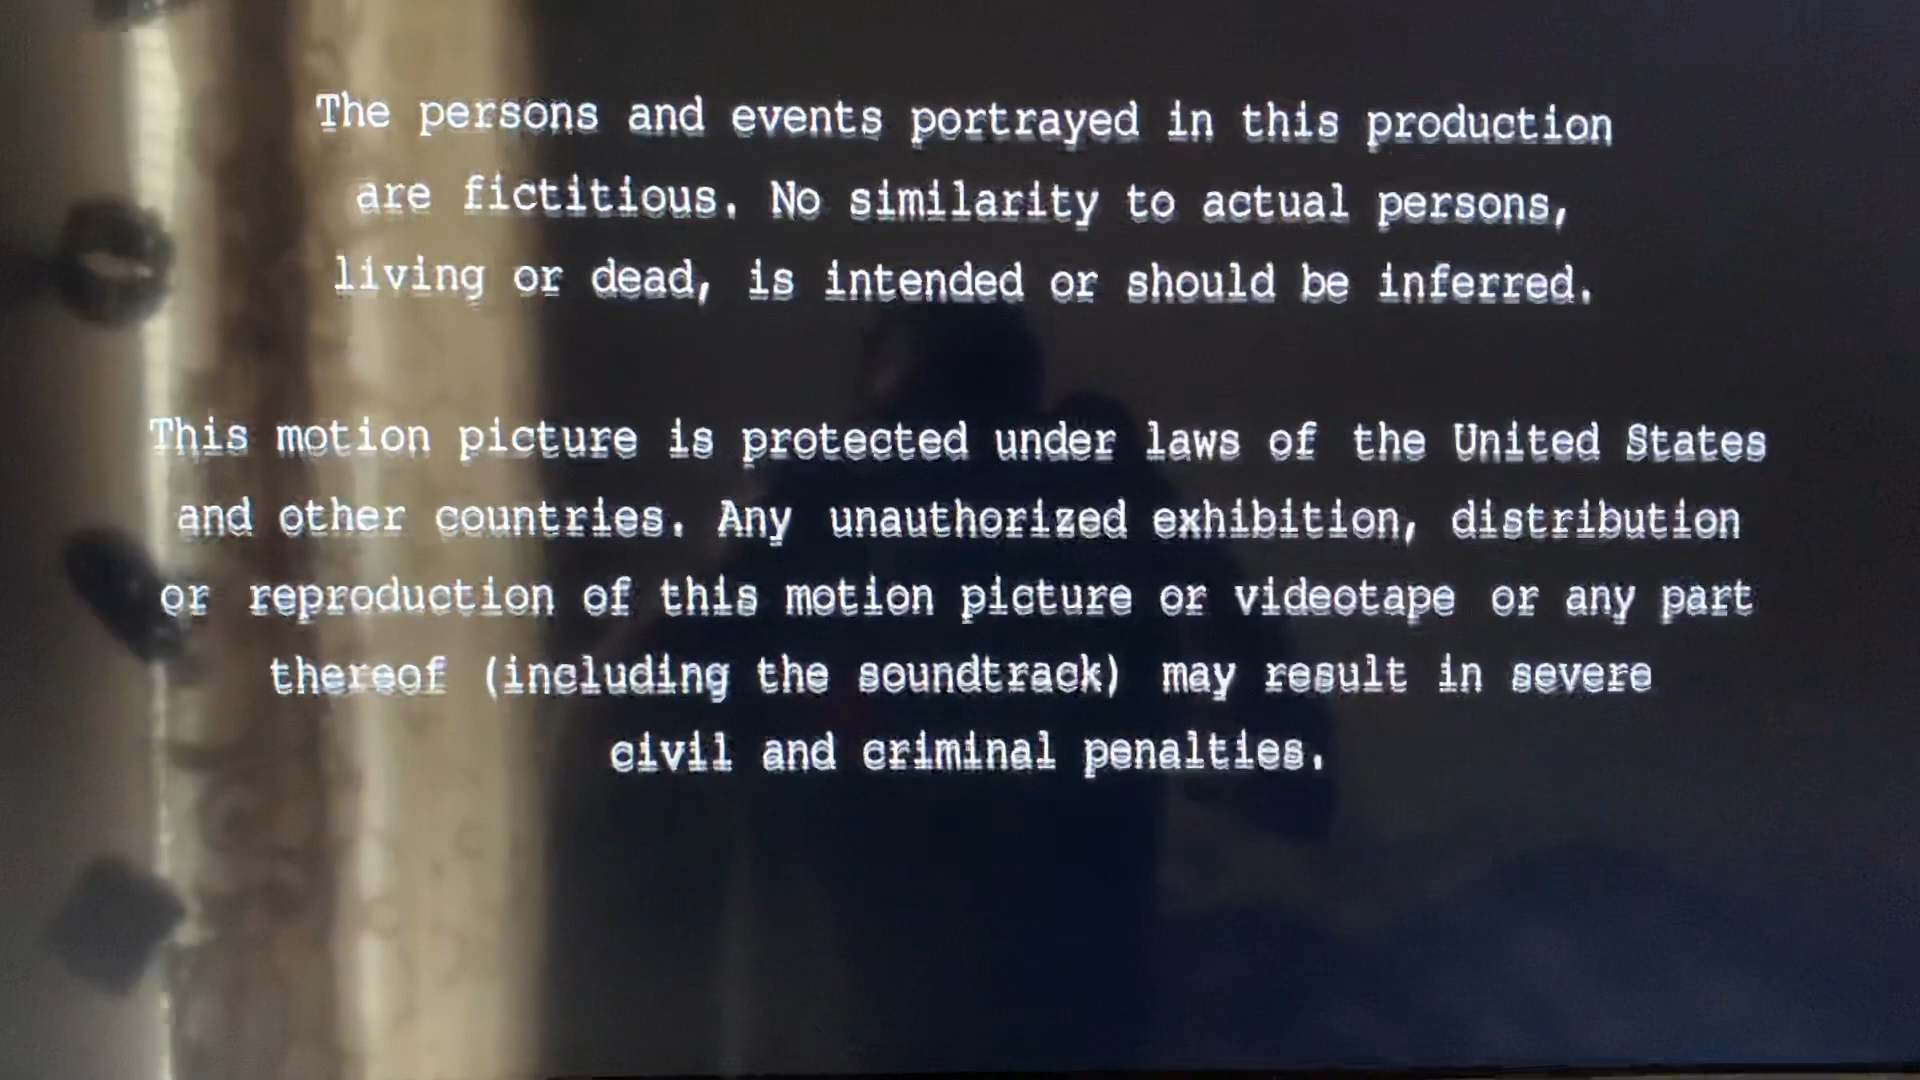 The persons and events portrayed in this production
are fictitious. No similarity to actual persons,
living or dead, is intended or should be inferred.
This motion picture is protected under laws of the United States
and other countries. Any unauthorized exhibition, distribution
or reproduction of this motion picture or videotape or any part
thereof (including the soundtrack) may result in severe
civil and criminal penalties.